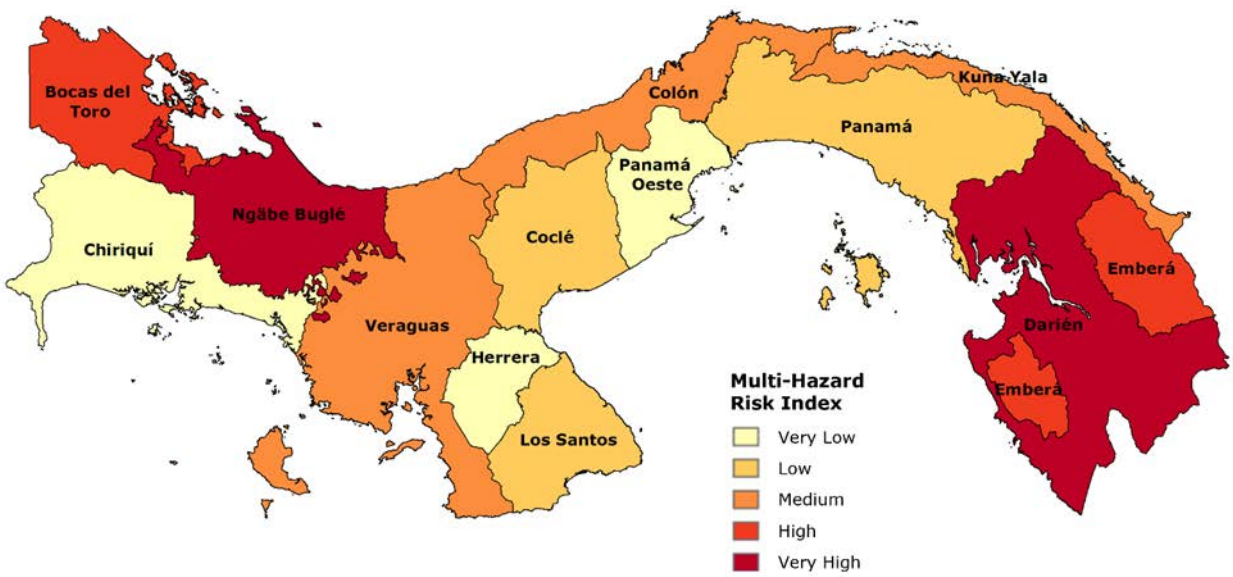 Bocas del
Toro
Colón
Kuna Yala
Panamá
Panamá
Oeste
Ngäbe Buglé
Coclé
Chiriquí
Emberá
Veraguas
Darién
Herrera
Emberá
Los Santos
Multi-Hazard
Risk Index
Very Low
Low
Medium
High
Very High